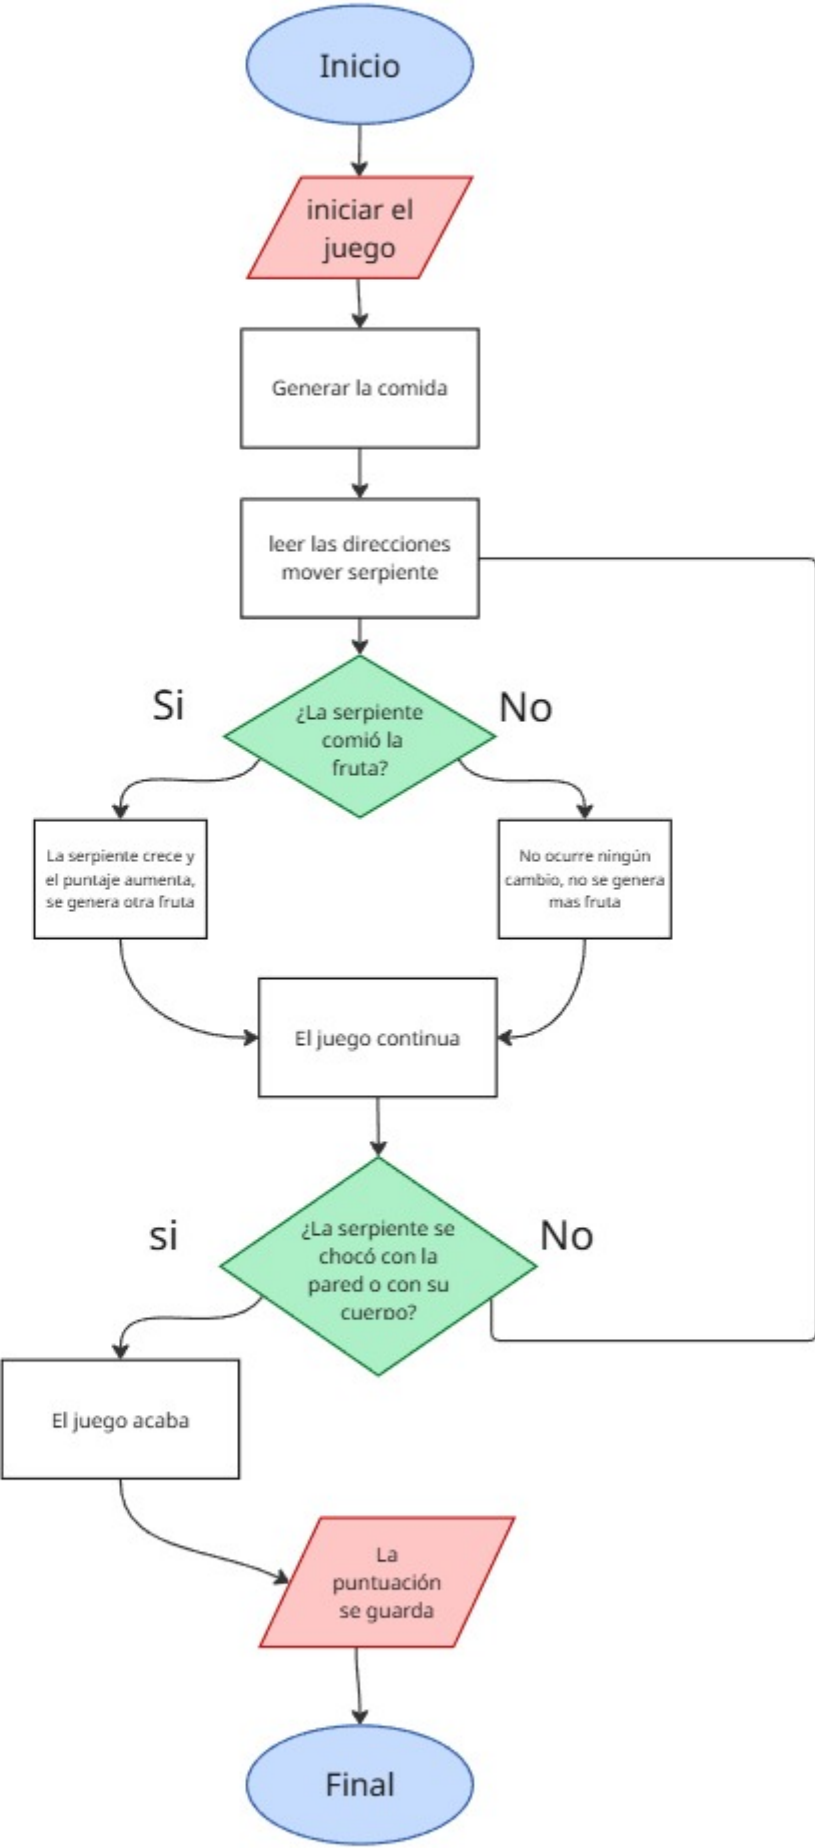 Inicio
iniciar el
juego
Generar la comida
leer las direcciones
mover serpiente
Si
No
¿La serpiente
comió la
fruta?
La serpiente crece y
el puntaje aumenta,
se genera otra fruta
No ocurre ningún
cambio, no se genera
mas fruta
El juego continua
si
No
¿La serpiente se
chocó con la
pared o con su
cuerpo?
El juego acaba
La
puntuación
se guarda
Final